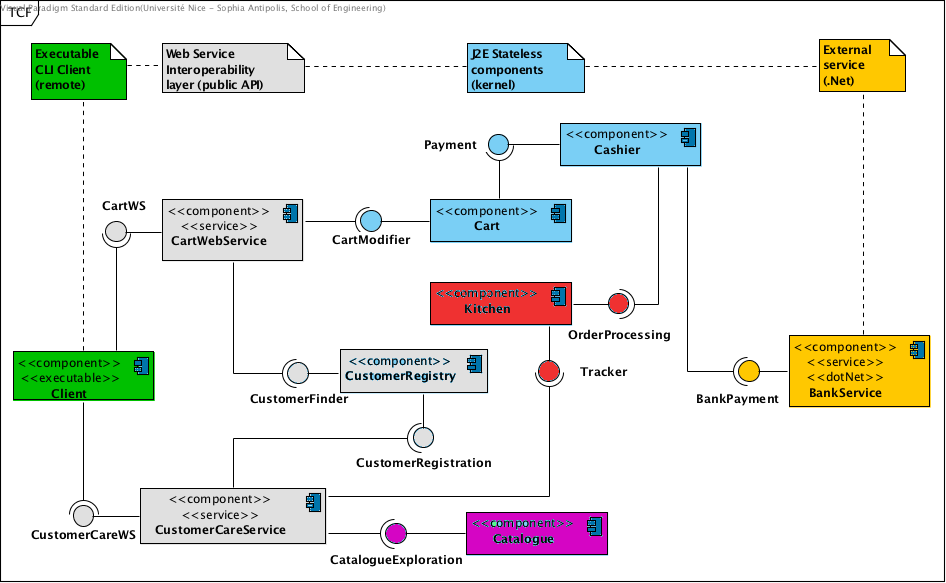 Visual Paradigm Standard Edition(Université Nice - Sophia Antipolis, School of Engineering)
TCF
Executable
CLI Client
(remote)
Web Service
Interoperability
layer (public API)
J2E Stateless
components
(kernel)
External
service
(.Net)
Payment
<<component>>
Cashier
CartWS
<<component>>
<<service>>
CartWebService
CartModifier
<<component>>
Cart
<<component>>
Kitchen
OrderProcessing
Tracker
<<component>>
<<executable>>
Client
CustomerFinder
<<component>>
CustomerRegistry
BankPayment
<<component>>
<<service>>
<<dotNet>>
BankService
CustomerRegistration
CustomerCareWS
<<component>>
<<service>>
CustomerCareService
CatalogueExploration
<<component>>
Catalogue